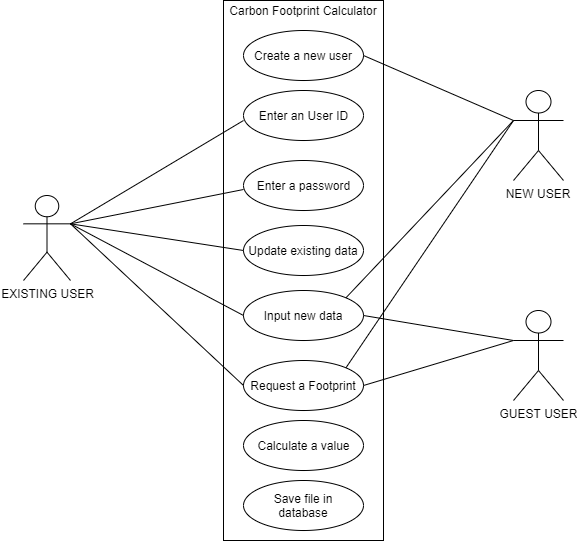 Carbon Footprint Calculator
Create a new user
Enter an User ID
Enter a password
NEW USER
Update existing data
EXISTING USER
Input new data
Request a Footprint
GUEST USER
Calculate a value
Save file in
database